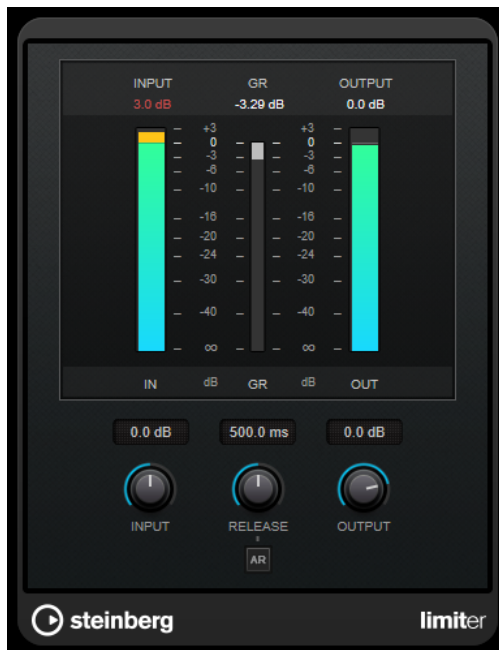 INPUT GR OUTPUT
3.0 dB -3.29 dB 0.0 dB
+3 +3
0 0
-3 -3
-6 -6
-10 -10
-16 -16
-20 -20
-24 -24
-30 -30
-40 -40
∞ ∞
IN dB GR dB OUT
0.0 dB 500.0 ms 0.0 dB
INPUT RELEASE OUTPUT
AR
steinberg limiter